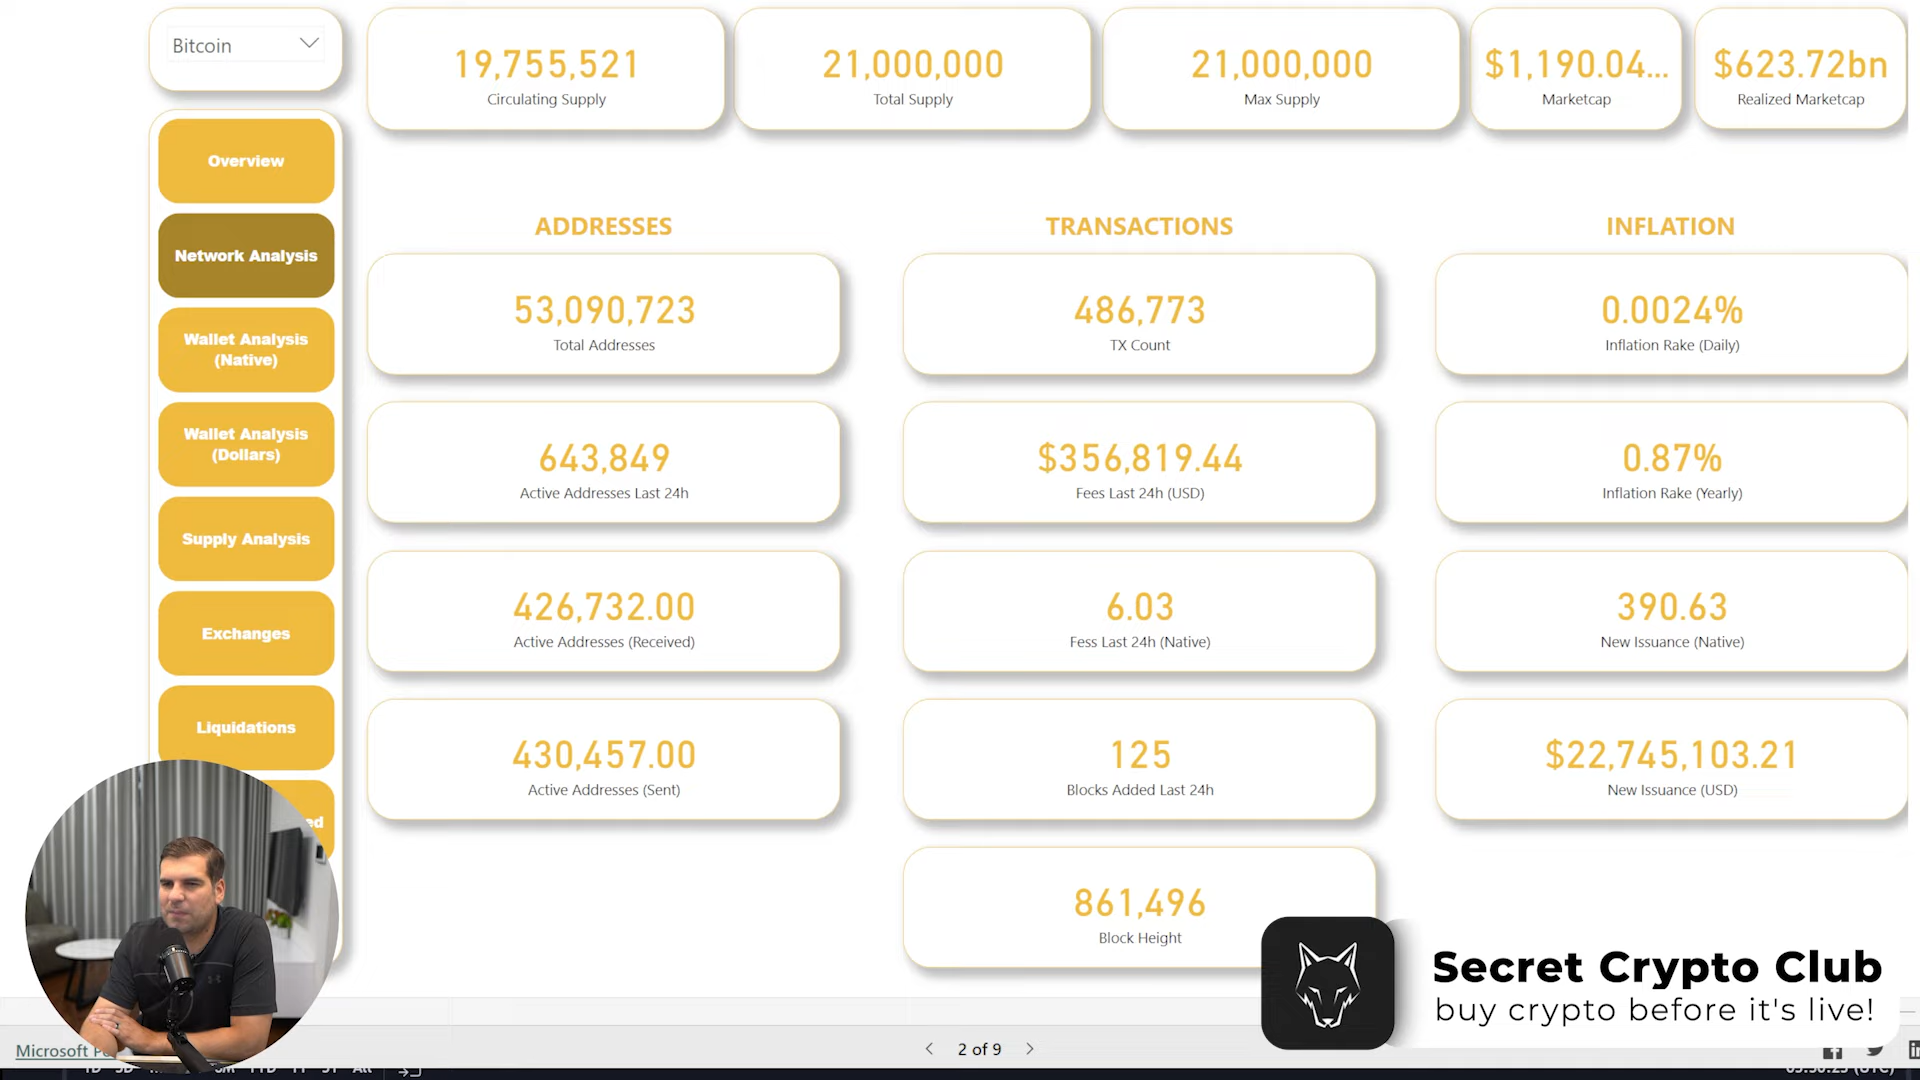 Bitcoin
19,755,521
Circulating Supply
21,000,000
Total Supply
21,000,000
Max Supply
$1,190.04...
Marketcap
$623.72bn
Realized Marketcap
Overview
Network Analysis
Wallet Analysis
(Native)
Wallet Analysis
(Dollars)
Supply Analysis
Exchanges
Liquidations
ed
ADDRESSES
53,090,723
Total Addresses
643,849
Active Addresses Last 24h
426,732.00
Active Addresses (Received)
430,457.00
Active Addresses (Sent)
TRANSACTIONS
486,773
TX Count
$356,819.44
Fees Last 24h (USD)
6.03
Fess Last 24h (Native)
125
Blocks Added Last 24h
861,496
Block Height
INFLATION
0.0024%
Inflation Rake (Daily)
0.87%
Inflation Rake (Yearly)
390.63
New Issuance (Native)
$22,745,103.21
New Issuance (USD)
Secret Crypto Club
buy crypto before it's live!
Microsoft
2 of 9